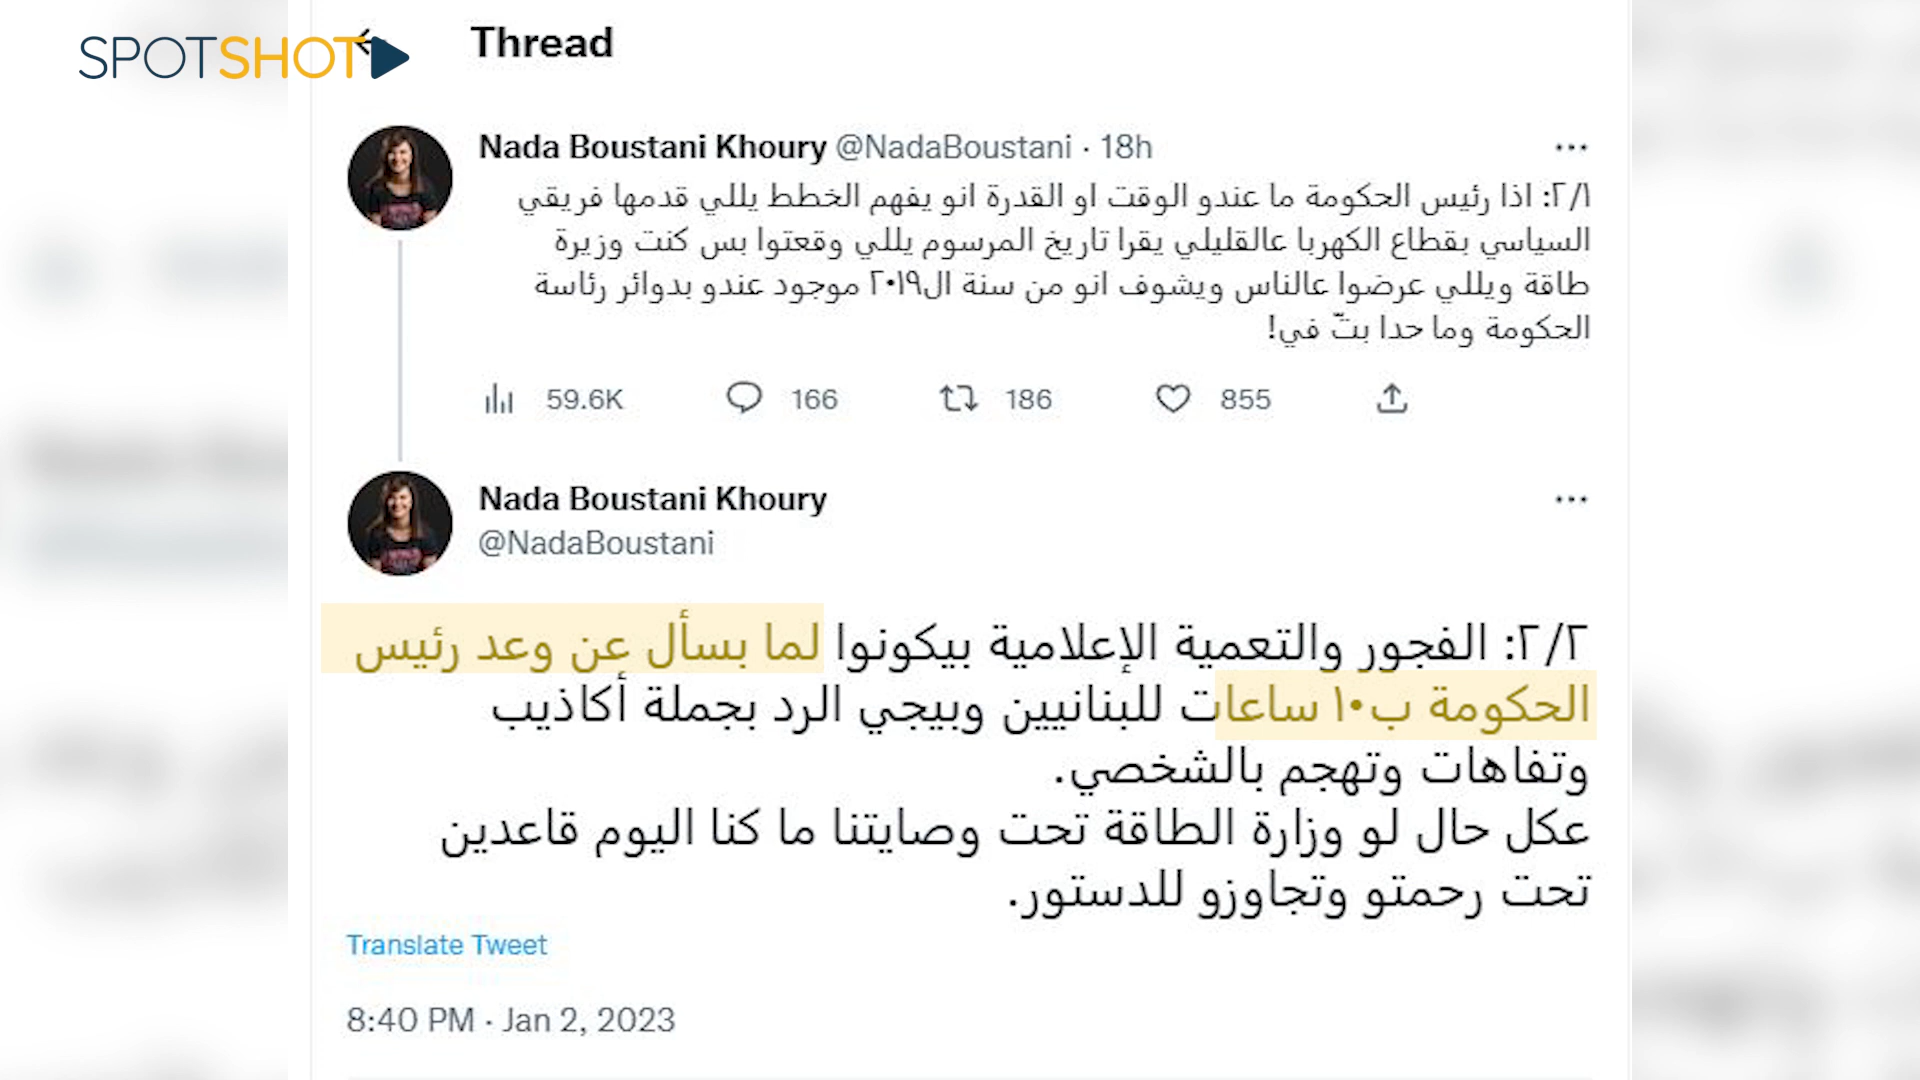 SPOTSHOT
Thread
Nada Boustani Khoury @NadaBoustani · 18h
٢/١: اذا رئيس الحكومة ما عندو الوقت او القدرة انو يفهم الخطط يللي قدمها فريقي
السياسي بقطاع الكهربا عالقليلي يقرا تاريخ المرسوم يللي وقعتوا بس كنت وزيرة
طاقة ويللي عرضوا عالناس ويشوف انو من سنة ال٢٠١٩ موجود عندو بدوائر رئاسة
الحكومة وما حدا بتّ في!
59.6K 166 186 855
Nada Boustani Khoury
@NadaBoustani
٢/٢: الفجور والتعمية الإعلامية بيكونوا لما بسأل عن وعد رئيس
الحكومة ب١٠ ساعات للبنانيين وبيجي الرد بجملة أكاذيب
وتفاهات وتهجم بالشخصي.
عكل حال لو وزارة الطاقة تحت وصايتنا ما كنا اليوم قاعدين
تحت رحمتو وتجاوزو للدستور.
Translate Tweet
8:40 PM · Jan 2, 2023